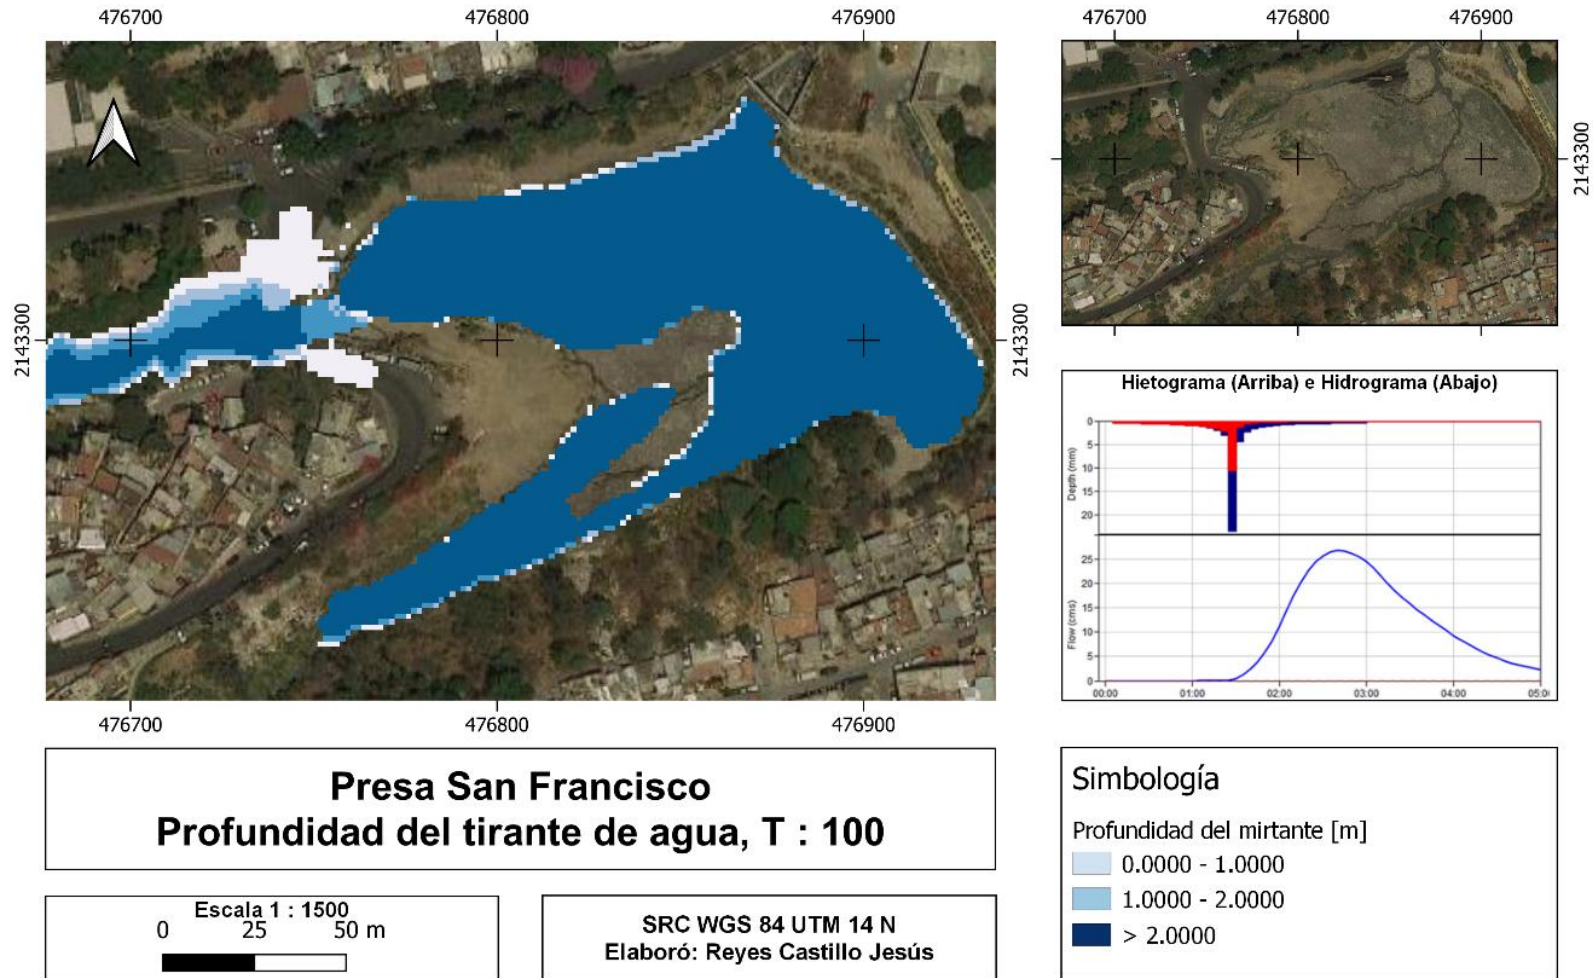 476700 476800 476900
476700 476800 476900
2143300
2143300
2143300
476700 476800 476900
Hietograma (Arriba) e Hidrograma (Abajo)
Depth (mm)
0
5
10
15
20
Flow (cms)
25
20
15
10
5
0
00:00 01:00 02:00 03:00 04:00 05:0
Presa San Francisco
Profundidad del tirante de agua, T : 100
Escala 1 : 1500
0 25 50 m
SRC WGS 84 UTM 14 N
Elaboró: Reyes Castillo Jesús
Simbología
Profundidad del mirtante [m]
0.0000 - 1.0000
1.0000 - 2.0000
> 2.0000